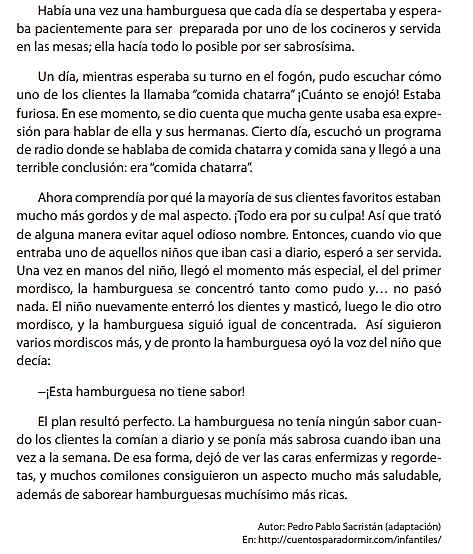 Había una vez una hamburguesa que cada día se despertaba y espera-
ba pacientemente para ser preparada por uno de los cocineros y servida
en las mesas; ella hacía todo lo posible por ser sabrosísima.
Un día, mientras esperaba su turno en el fogón, pudo escuchar cómo
uno de los clientes la llamaba “comida chatarra” ¡Cuánto se enojó! Estaba
furiosa. En ese momento, se dio cuenta que mucha gente usaba esa expre-
sión para hablar de ella y sus hermanas. Cierto día, escuchó un programa
de radio donde se hablaba de comida chatarra y comida sana y llegó a una
terrible conclusión: era “comida chatarra”.
Ahora comprendía por qué la mayoría de sus clientes favoritos estaban
mucho más gordos y de mal aspecto. ¡Todo era por su culpa! Así que trató
de alguna manera evitar aquel odioso nombre. Entonces, cuando vio que
entraba uno de aquellos niños que iban casi a diario, esperó a ser servida.
Una vez en manos del niño, llegó el momento más especial, el del primer
mordisco, la hamburguesa se concentró tanto como pudo y… no pasó
nada. El niño nuevamente enterró los dientes y masticó, luego le dio otro
mordisco, y la hamburguesa siguió igual de concentrada. Así siguieron
varios mordiscos más, y de pronto la hamburguesa oyó la voz del niño que
decía:
–¡Esta hamburguesa no tiene sabor!
El plan resultó perfecto. La hamburguesa no tenía ningún sabor cuan-
do los clientes la comían a diario y se ponía más sabrosa cuando iban una
vez a la semana. De esa forma, dejó de ver las caras enfermizas y regorde-
tas, y muchos comilones consiguieron un aspecto mucho más saludable,
además de saborear hamburguesas muchísimo más ricas.
Autor: Pedro Pablo Sacristán (adaptación)
En: http://cuentosparadormir.com/infantiles/